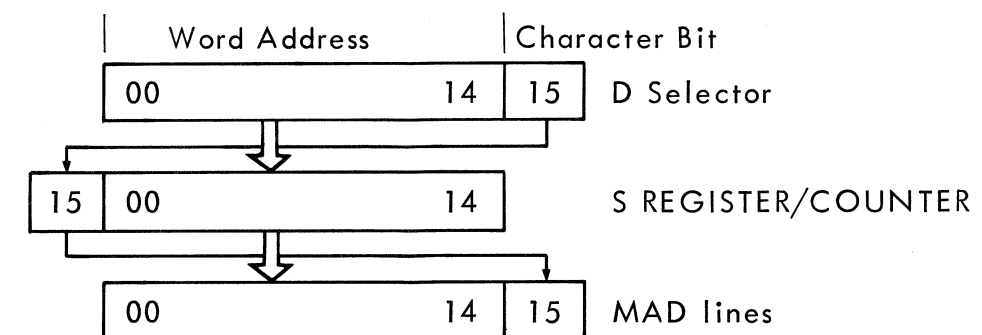 Word Address Character Bit
00 14 15 D Selector
15 00 14 S REGISTER/COUNTER
00 14 15 MAD lines